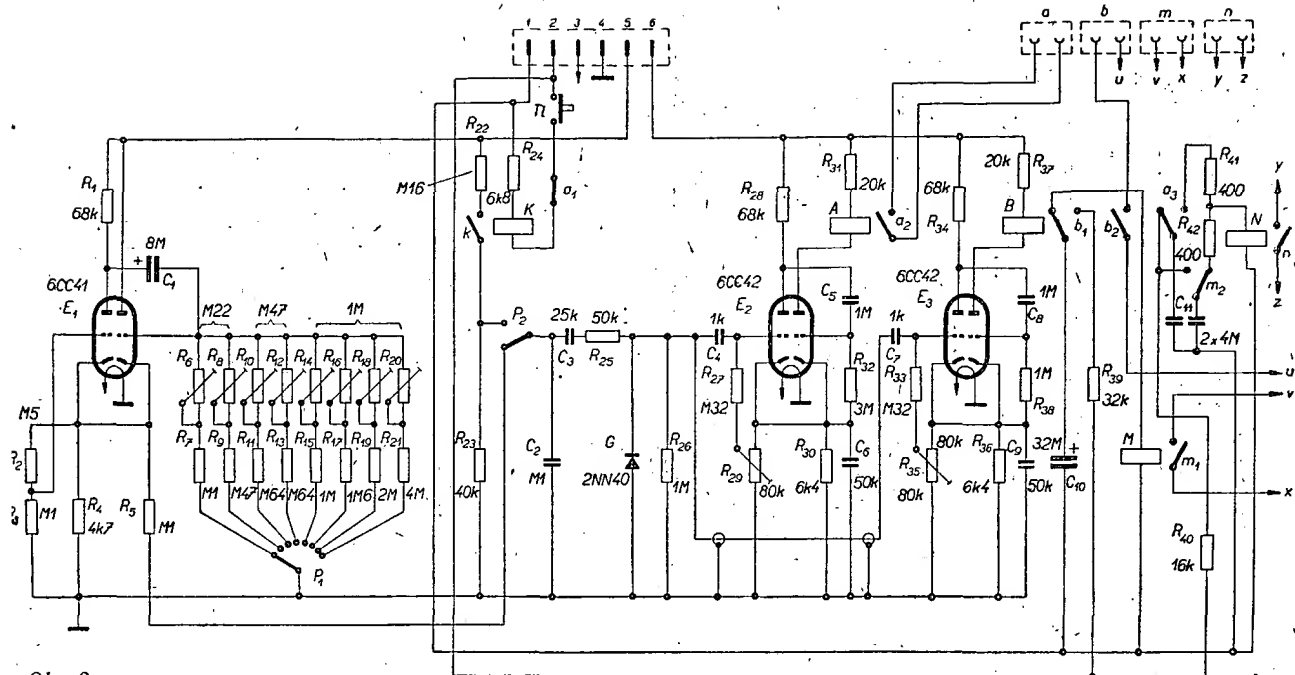 1 2 3 4 5 6
a b m n
u v x y z
Tl
R22
M16
R24
6k8
K
a1
k
R1
68k
8M
+
C1
6CC41
E1
M22 M47 1M
R6 R8 R10 R12 R14 R16 R18 R20
R7 R9 R11 R13 R15 R17 R19 R21
M1 M47 M64 M64 1M 1M6 2M 4M
P1
M5
M1
R4
4k7
R5
M1
R23
40k
P2
25k
C3
50k
R25
C2
M1
G
2NN40
R26
1M
R28
68k
R31
20k
A
a2
6CC42
E2
1k
C4
R27
M32
C5
1M
R32
3M
R29
80k
R30
6k4
C6
50k
68k
R34
20k
R37
B
6CC42
E3
1k
C7
R33
M32
1M
C8
1M
R38
80k
R35
80k
R36
6k4
C9
50k
b1
b2
32M
+
C10
R39
32k
M
a3
R41
400
R42
400
N
m2
C11
2x4M
y
n
z
u
v
m1
x
R40
16k